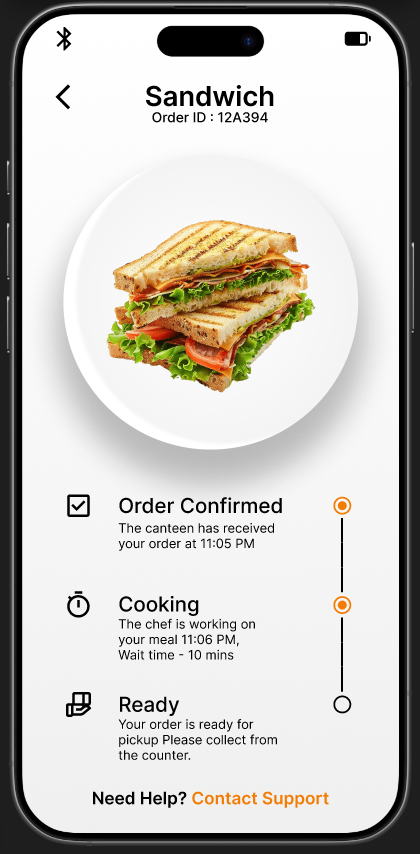 Sandwich
Order ID : 12A394
Order Confirmed
The canteen has received
your order at 11:05 PM
Cooking
The chef is working on
your meal 11:06 PM,
Wait time - 10 mins
Ready
Your order is ready for
pickup Please collect from
the counter.
Need Help? Contact Support